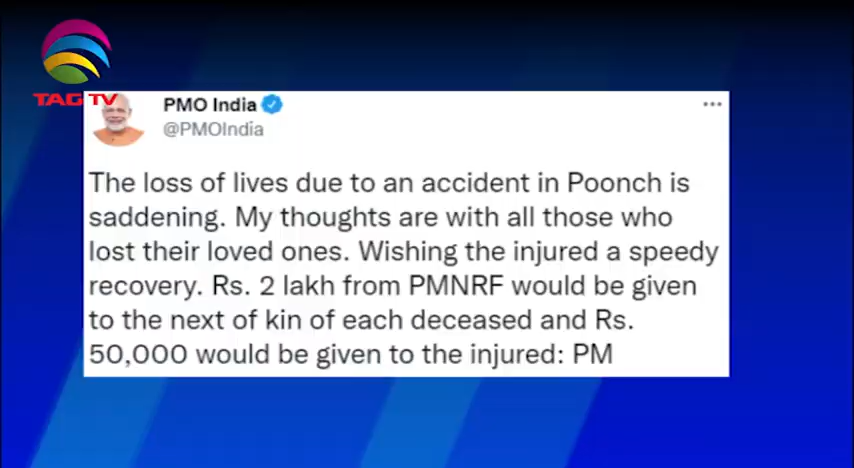 TAG TV
PMO India
@PMOIndia
The loss of lives due to an accident in Poonch is
saddening. My thoughts are with all those who
lost their loved ones. Wishing the injured a speedy
recovery. Rs. 2 lakh from PMNRF would be given
to the next of kin of each deceased and Rs.
50,000 would be given to the injured: PM